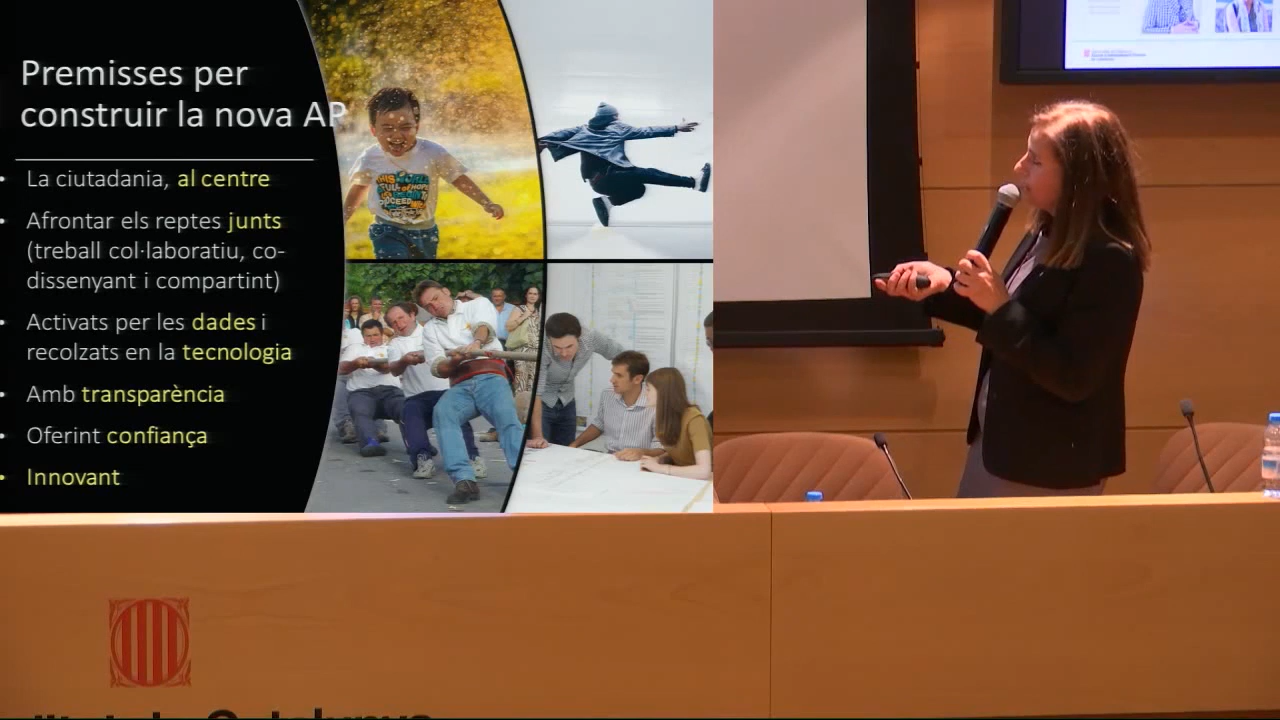 Premisses per
construir la nova AP
• La ciutadania, al centre
• Afrontar els reptes junts
(treball col·laboratiu, co-
dissenyant i compartint)
• Activats per les dades i
recolzats en la tecnologia
• Amb transparència
• Oferint confiança
• Innovant